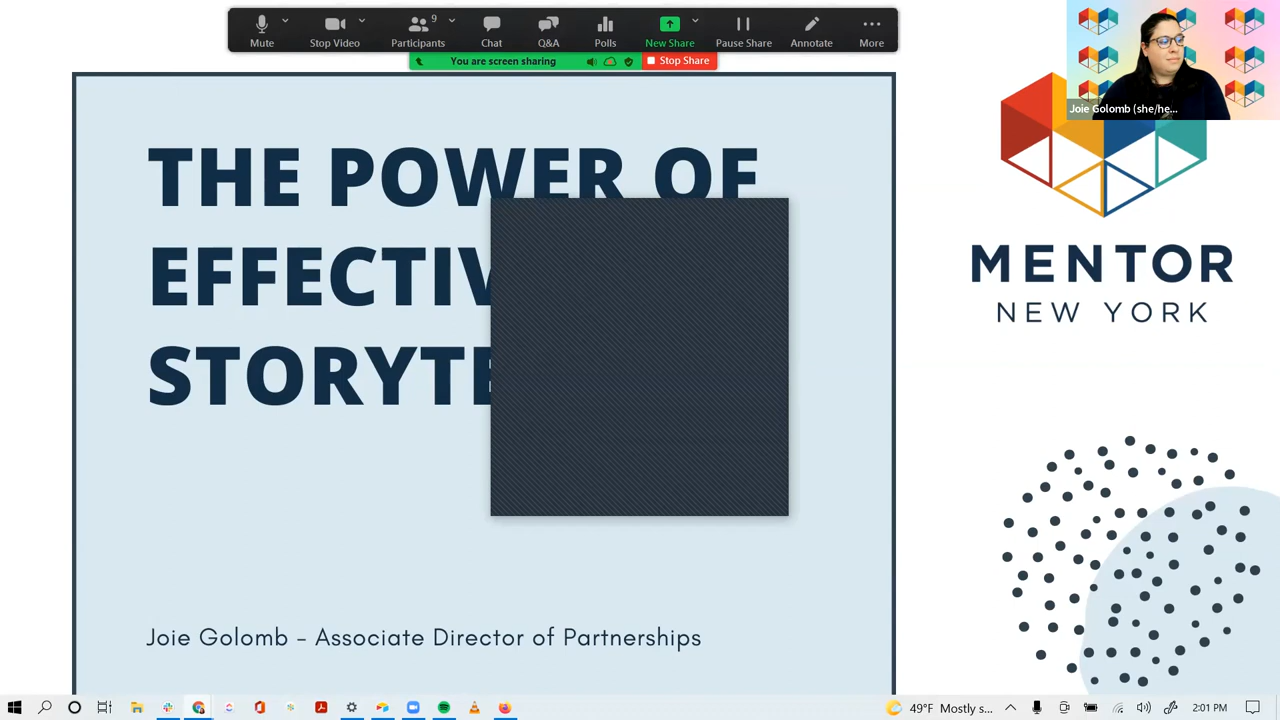 Mute
Stop Video
Participants
9
Chat
Q&A
Polls
New Share
Pause Share
Annotate
More
You are screen sharing
Stop Share
Joie Golomb (she/he...
THE POWER OF
EFFECTIV
STORYTE
Joie Golomb – Associate Director of Partnerships
MENTOR
NEW YORK
49°F Mostly s...
2:01 PM